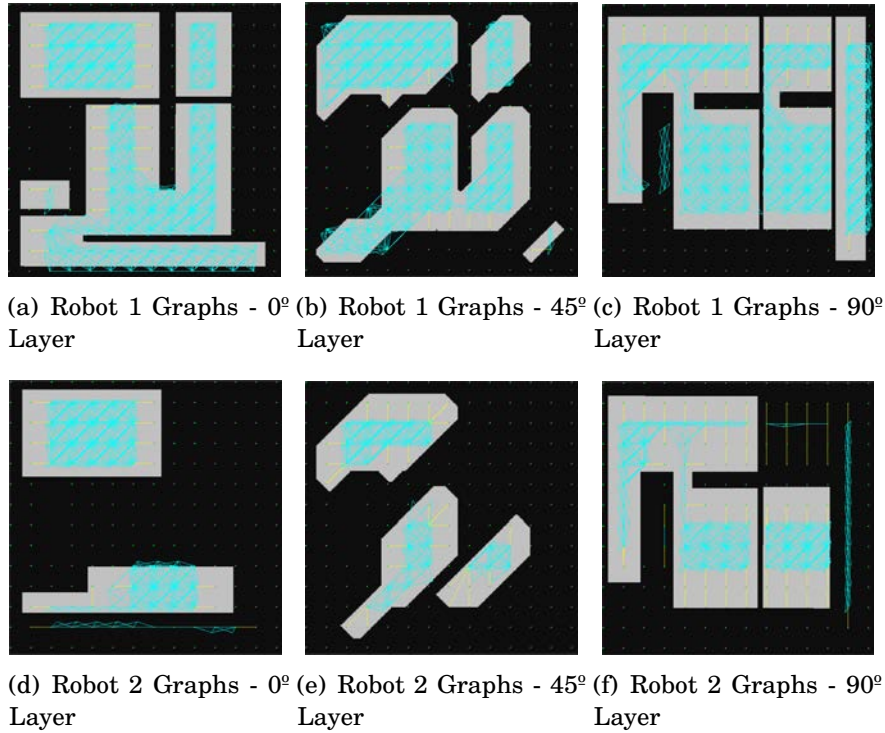 (a) Robot 1 Graphs - 0º Layer
(b) Robot 1 Graphs - 45º Layer
(c) Robot 1 Graphs - 90º Layer
(d) Robot 2 Graphs - 0º Layer
(e) Robot 2 Graphs - 45º Layer
(f) Robot 2 Graphs - 90º Layer